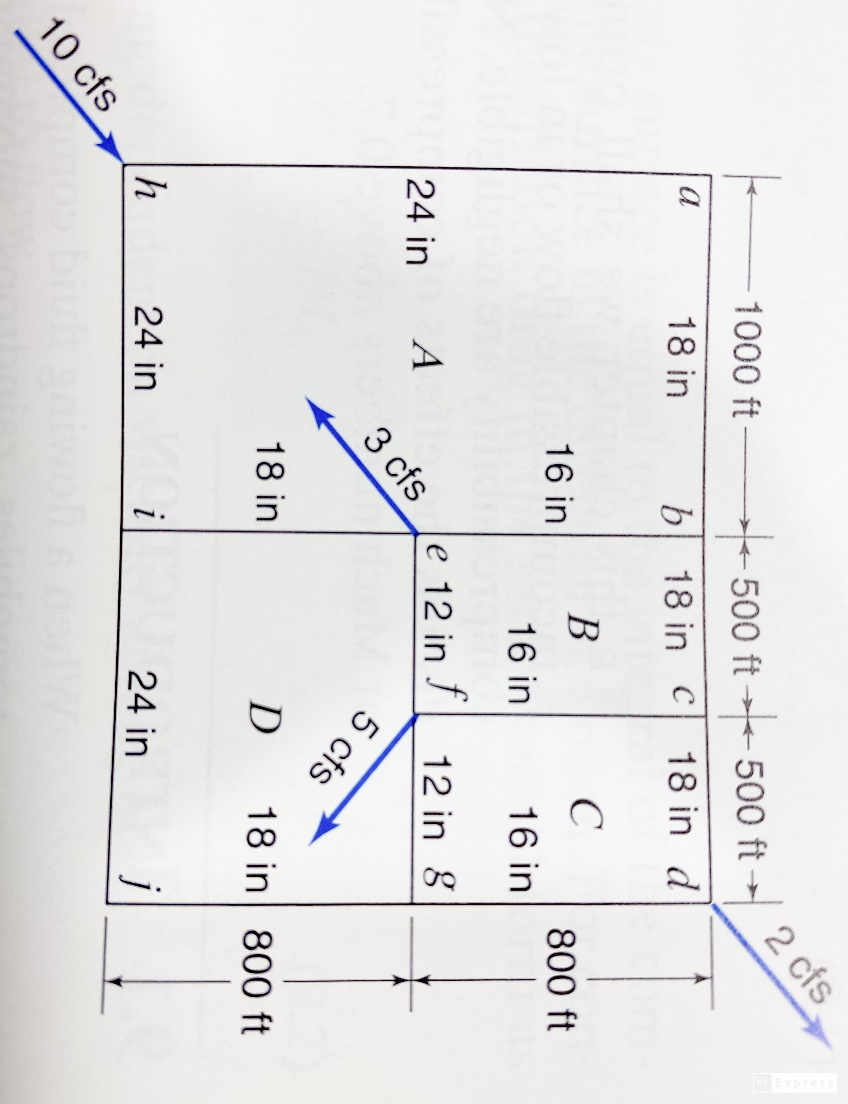 2 cfs
1000 ft 500 ft 500 ft
a 18 in b 18 in c 18 in d
16 in B C 800 ft
16 in 16 in
24 in A e 12 in f 12 in g
3 cfs 5 cfs
18 in D 18 in 800 ft
h 24 in i 24 in j
10 cfs
Ps Express